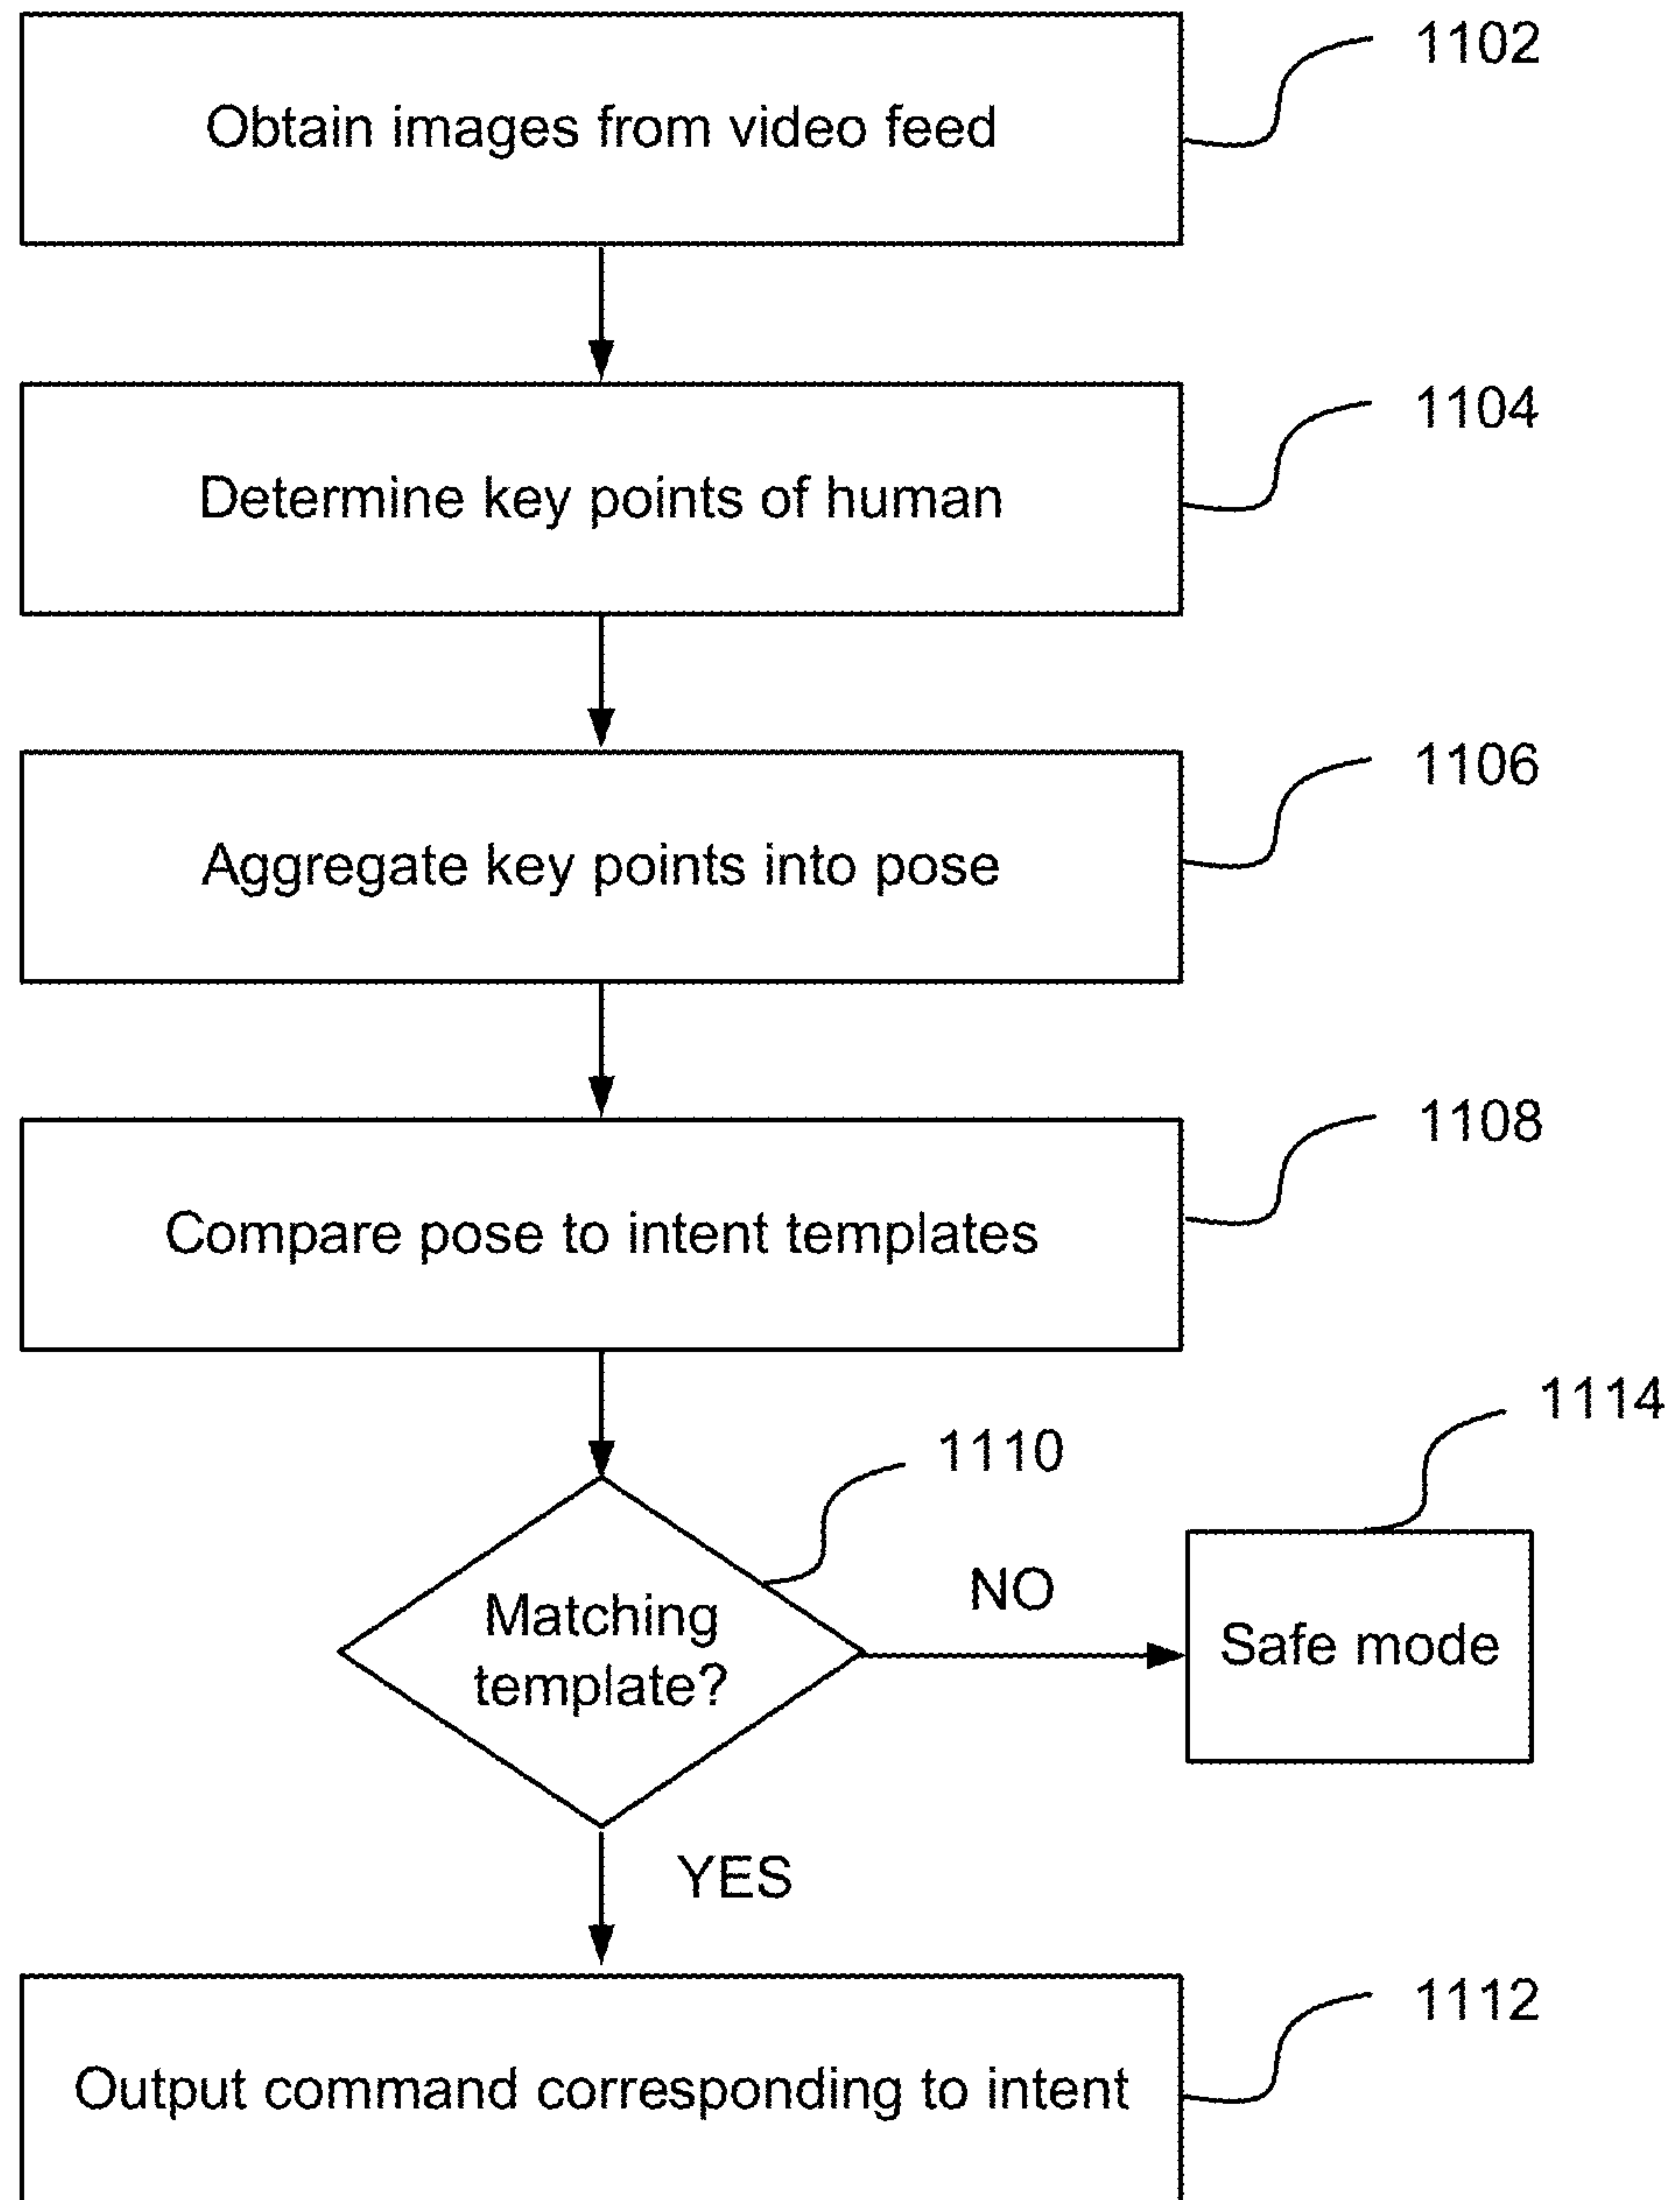 1102
Obtain images from video feed
1104
Determine key points of human
1106
Aggregate key points into pose
1108
Compare pose to intent templates
1114
1110
NO
Matching
template?
Safe mode
YES
1112
Output command corresponding to intent